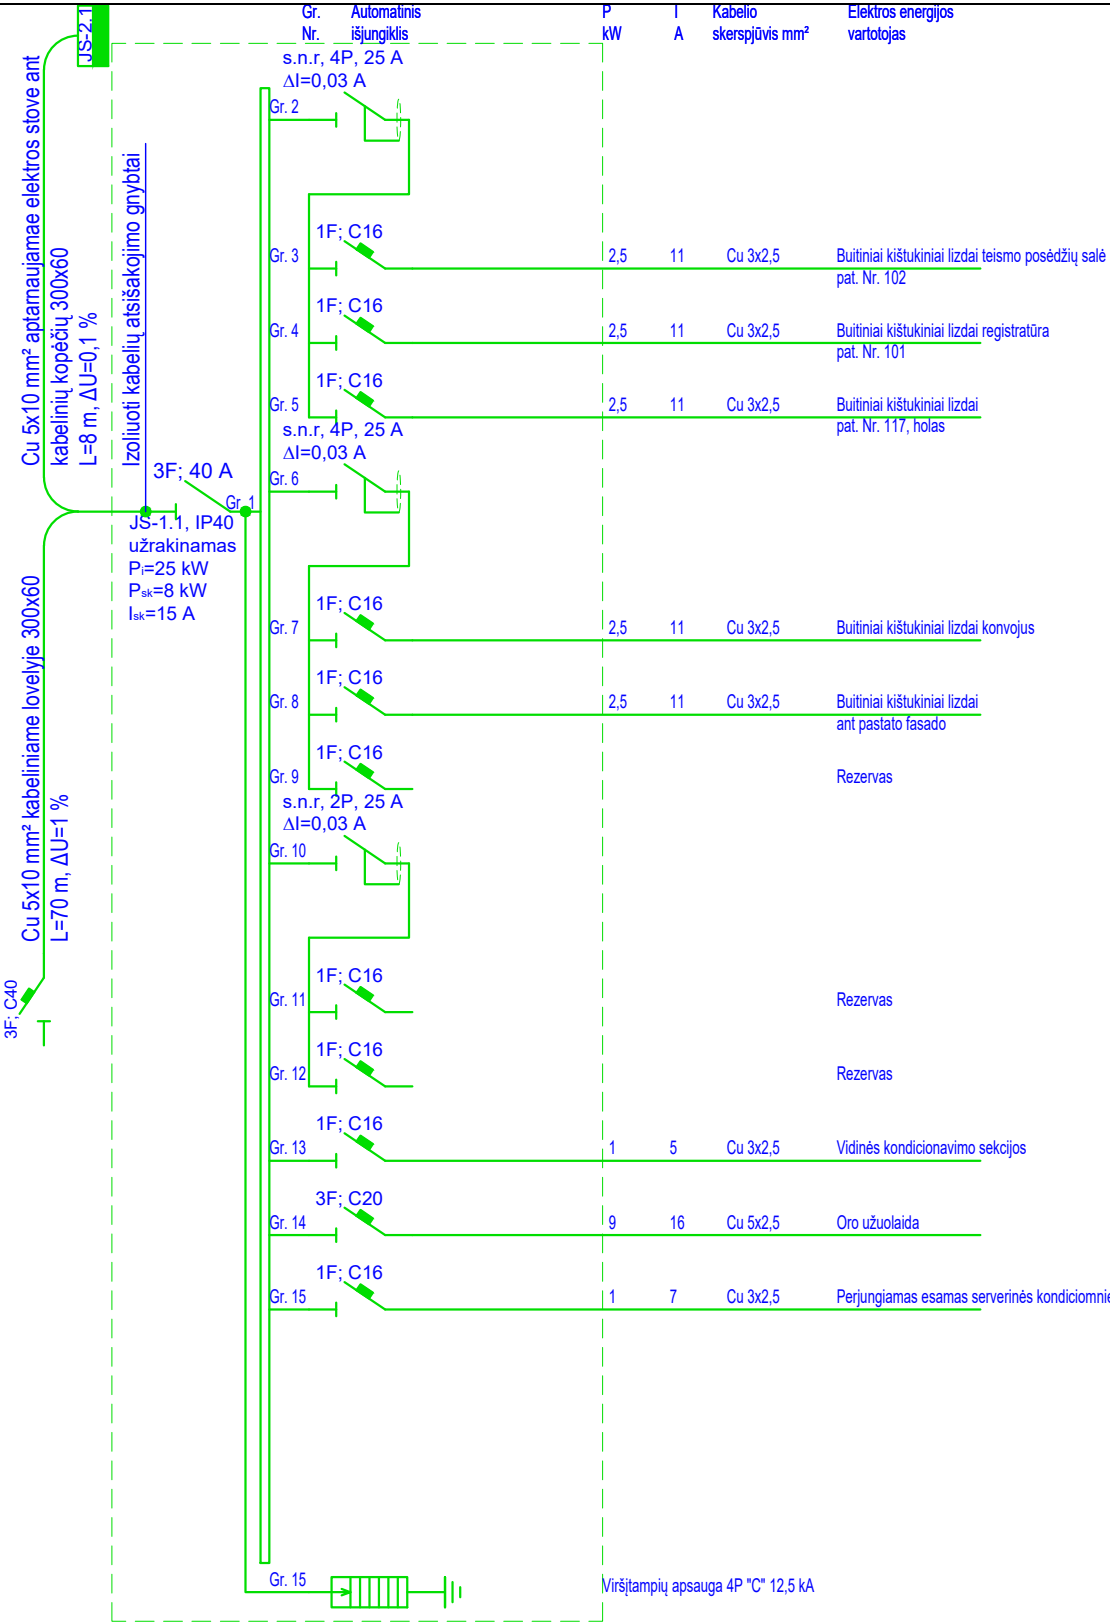 Gr. Automatinis P I Kabelio Elektros energijos
Nr. išjungiklis kW A skerspjūvis mm² vartotojas
JS-2.1
Cu 5x10 mm² aptarnaujamae elektros stove ant
kabelinių kopėčių 300x60
L=8 m, ΔU=0,1 %
Izoliuoti kabelių atsišakojimo gnybtai
Cu 5x10 mm² kabeliniame lovelyje 300x60
L=70 m, ΔU=1 %
3F; C40
3F; 40 A
Gr. 1
JS-1.1, IP40
užrakinamas
Pi=25 kW
Psk=8 kW
Isk=15 A
s.n.r, 4P, 25 A
ΔI=0,03 A
Gr. 2
1F; C16
Gr. 3 2,5 11 Cu 3x2,5 Buitiniai kištukiniai lizdai teismo posėdžių salė
pat. Nr. 102
1F; C16
Gr. 4 2,5 11 Cu 3x2,5 Buitiniai kištukiniai lizdai registratūra
pat. Nr. 101
1F; C16
Gr. 5 2,5 11 Cu 3x2,5 Buitiniai kištukiniai lizdai
pat. Nr. 117, holas
s.n.r, 4P, 25 A
ΔI=0,03 A
Gr. 6
1F; C16
Gr. 7 2,5 11 Cu 3x2,5 Buitiniai kištukiniai lizdai konvojus
1F; C16
Gr. 8 2,5 11 Cu 3x2,5 Buitiniai kištukiniai lizdai
ant pastato fasado
1F; C16
Gr. 9 Rezervas
s.n.r, 2P, 25 A
ΔI=0,03 A
Gr. 10
1F; C16
Gr. 11 Rezervas
1F; C16
Gr. 12 Rezervas
1F; C16
Gr. 13 1 5 Cu 3x2,5 Vidinės kondicionavimo sekcijos
3F; C20
Gr. 14 9 16 Cu 5x2,5 Oro užuolaida
1F; C16
Gr. 15 1 7 Cu 3x2,5 Perjungiamas esamas serverinės kondiciomnie
Gr. 15 Viršįtampių apsauga 4P "C" 12,5 kA